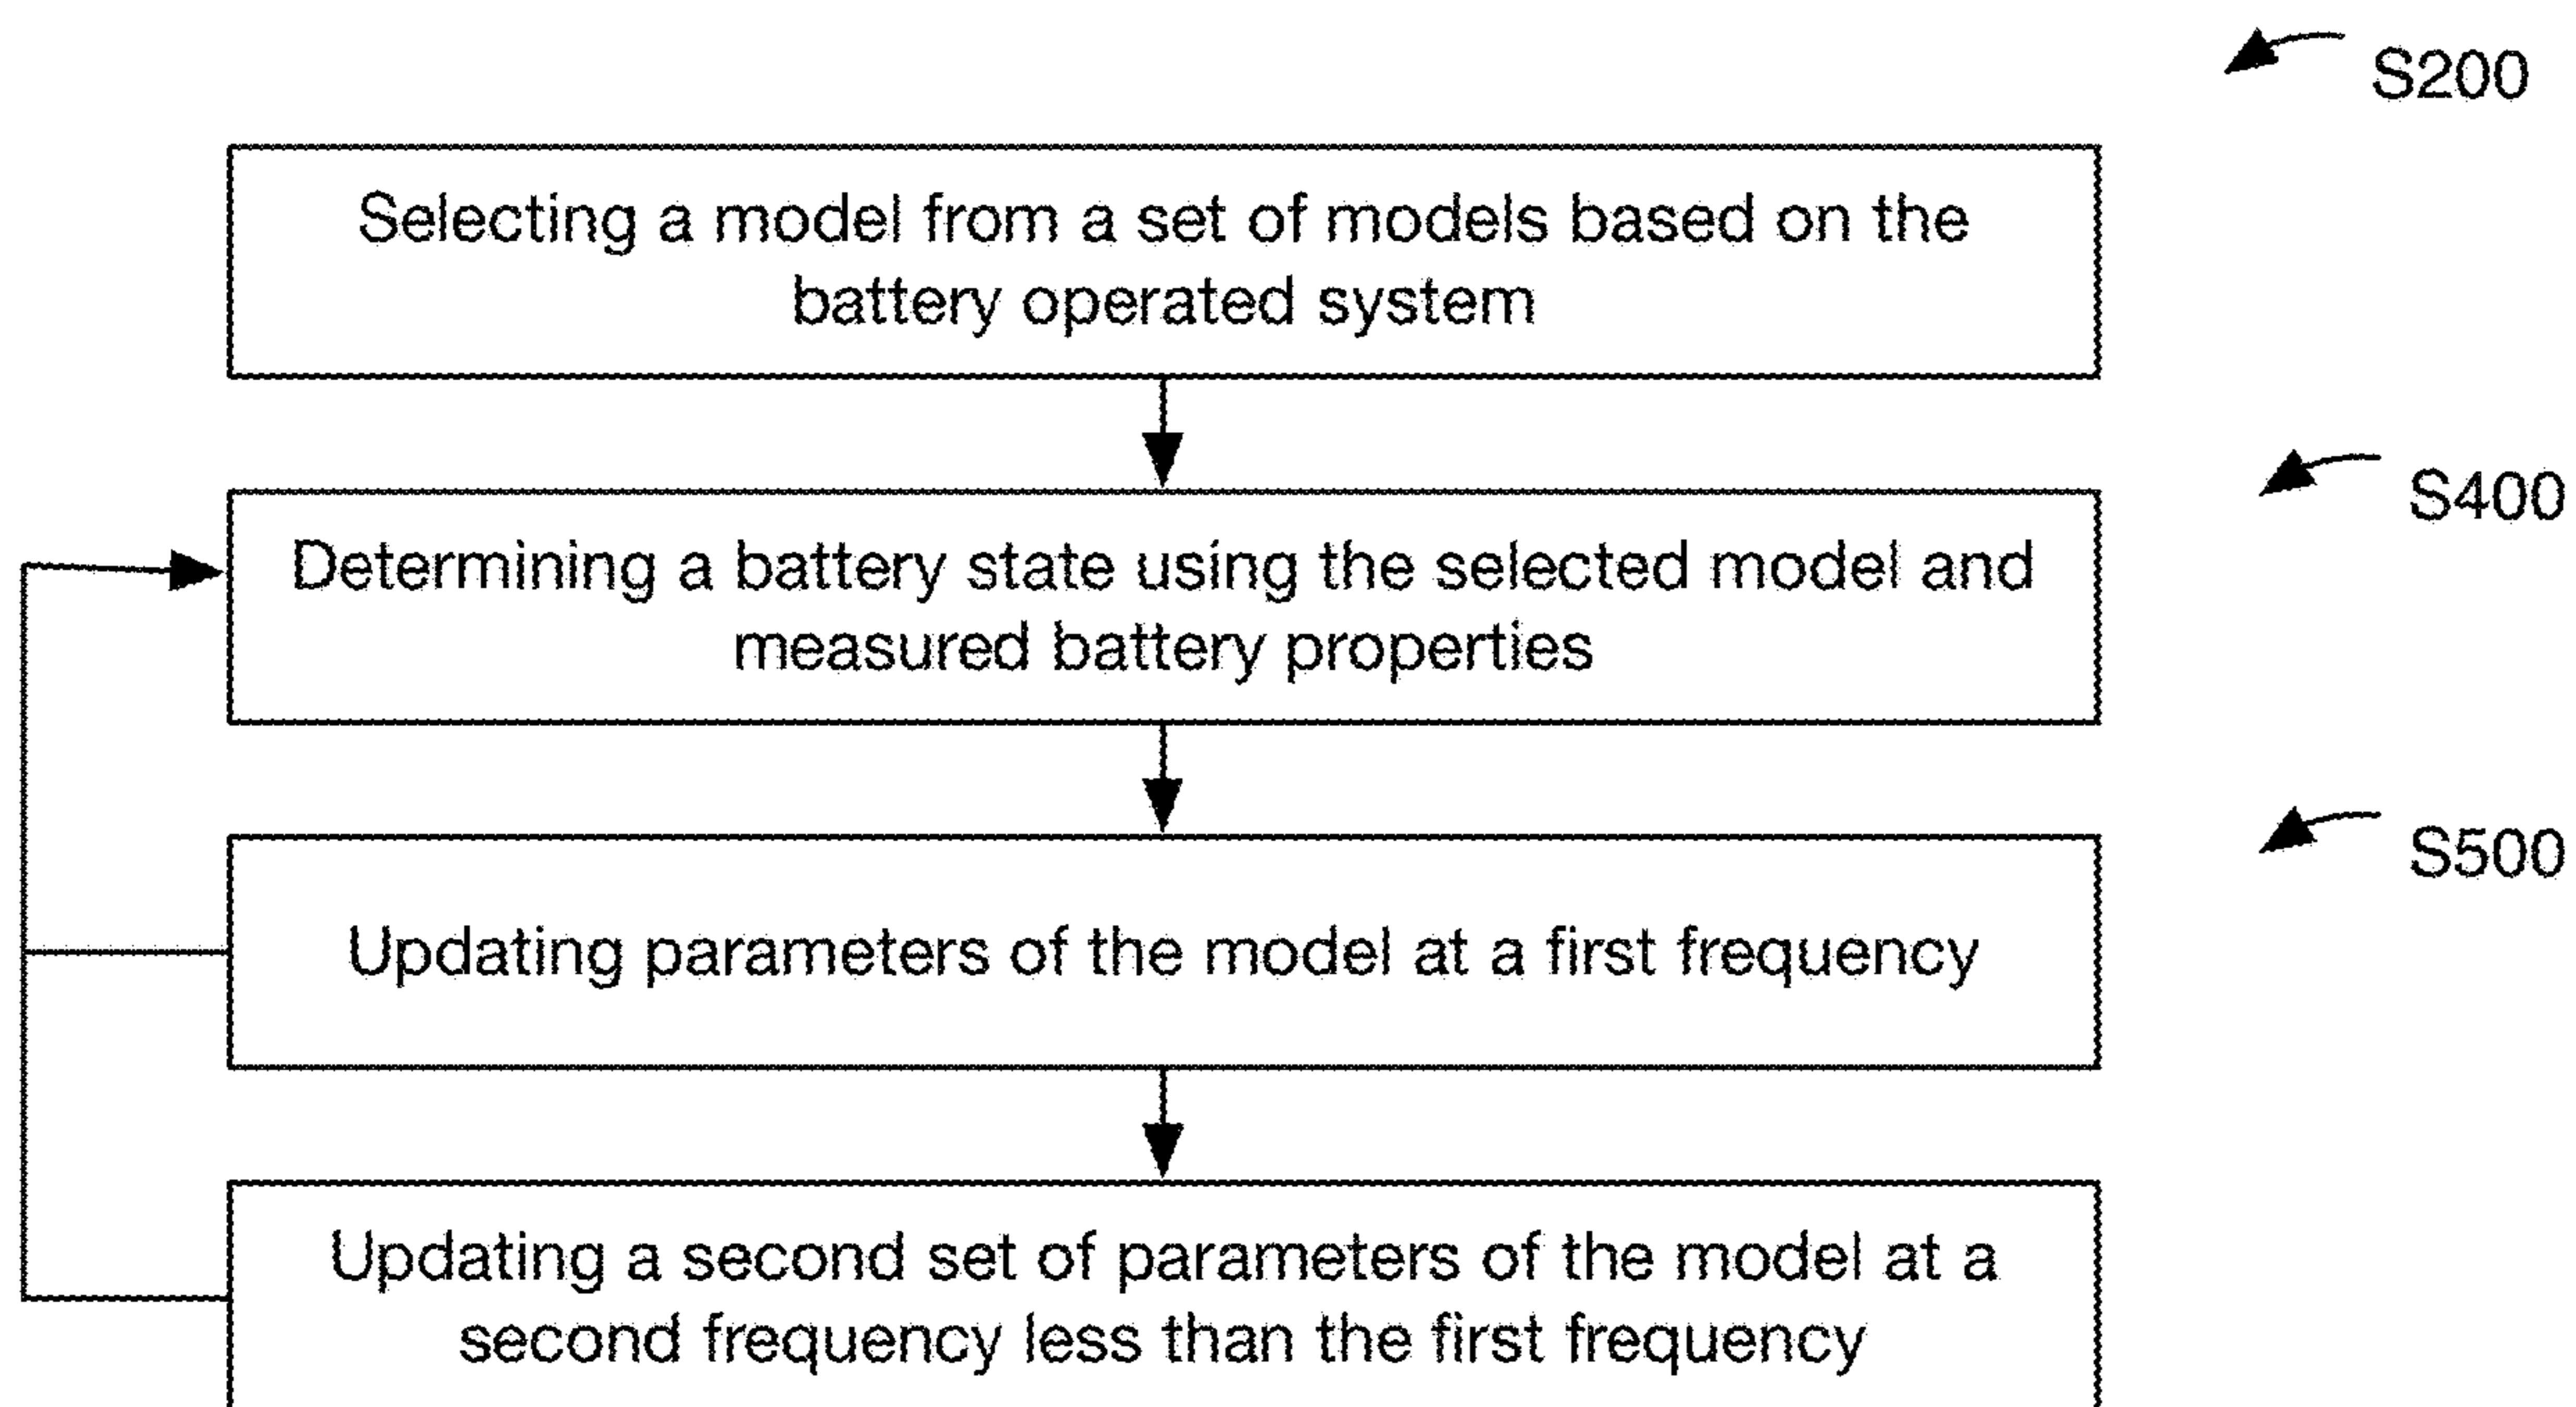 S200
Selecting a model from a set of models based on the
battery operated system
S400
Determining a battery state using the selected model and
measured battery properties
S500
Updating parameters of the model at a first frequency
Updating a second set of parameters of the model at a
second frequency less than the first frequency